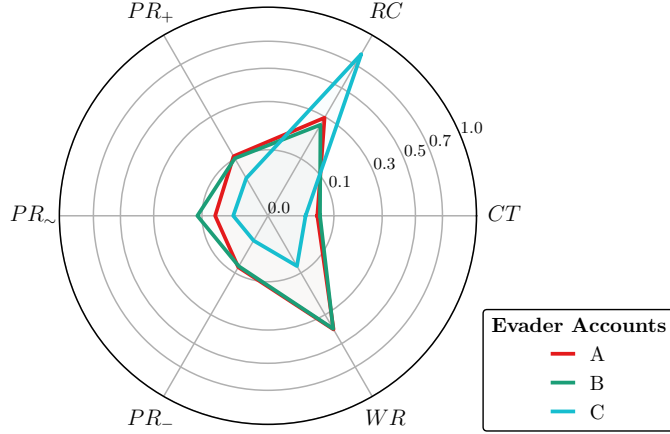 PR₊
RC
1.0
0.7
0.5
0.3
0.1
0.0
PR~
CT
PR₋
WR
Evader Accounts
A
B
C